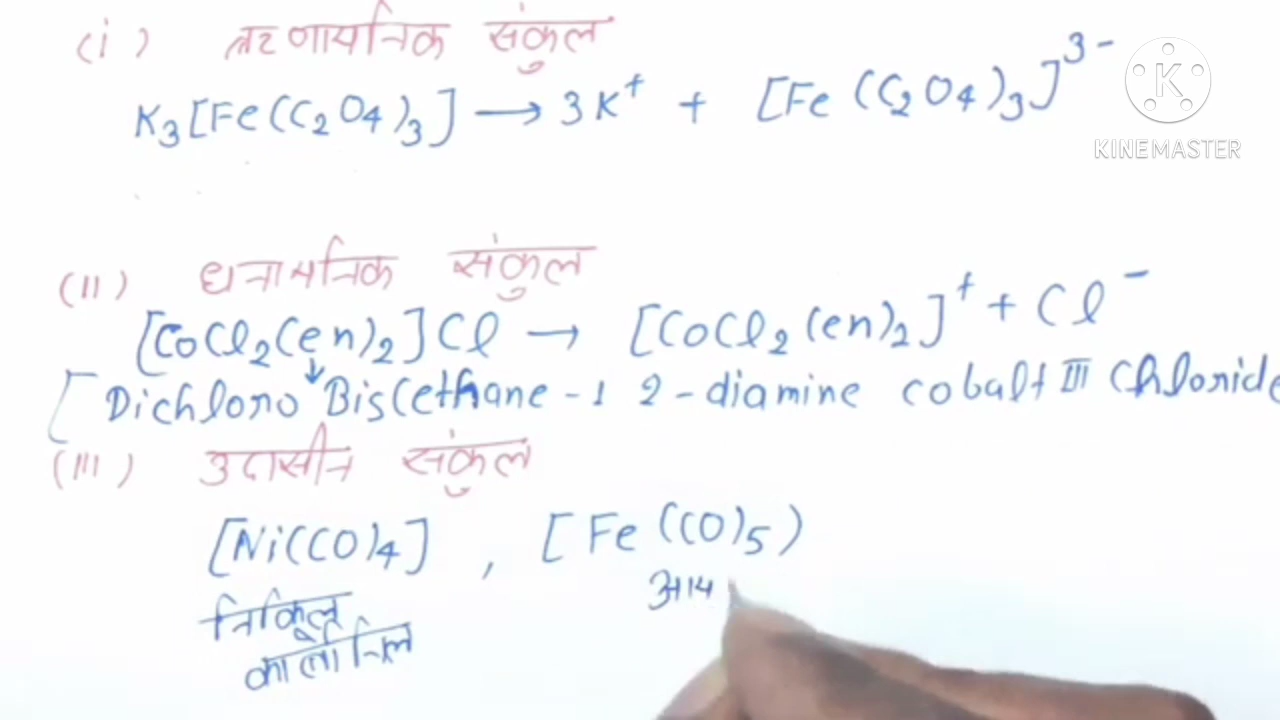 (i) ऋणायनिक संकुल
K3[Fe(C2O4)3] → 3K+ + [Fe(C2O4)3]3-
K
KINEMASTER
(II) धनायनिक संकुल
[CoCl2(en)2]Cl → [CoCl2(en)2]+ + Cl-
[Dichloro Bis(ethane-1 2-diamine cobalt III Chloride
(III) उदासीन संकुल
[Ni(CO)4] , [Fe(CO)5)
निकिल
कार्बोनिल
आय